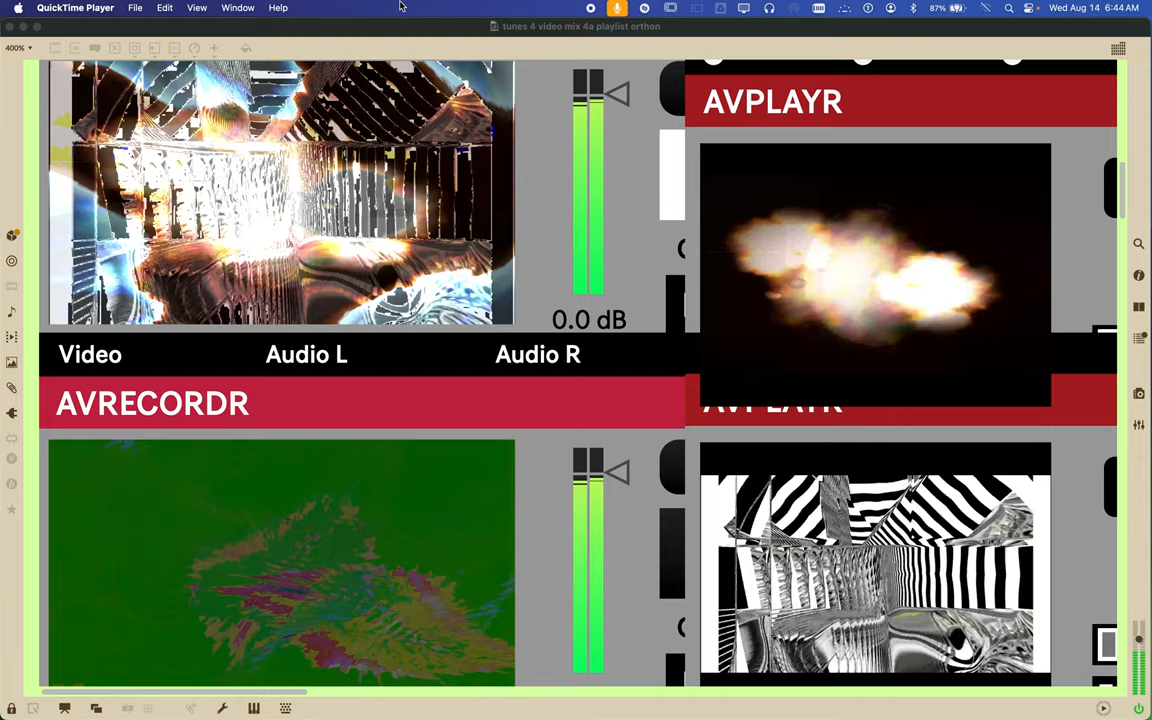 QuickTime Player File Edit View Window Help 87% Wed Aug 14 6:44 AM
tunes 4 video mix 4a playlist orthon
400%
AVPLAYR
0.0 dB
Video Audio L Audio R
AVRECORDR
AVPLAYR